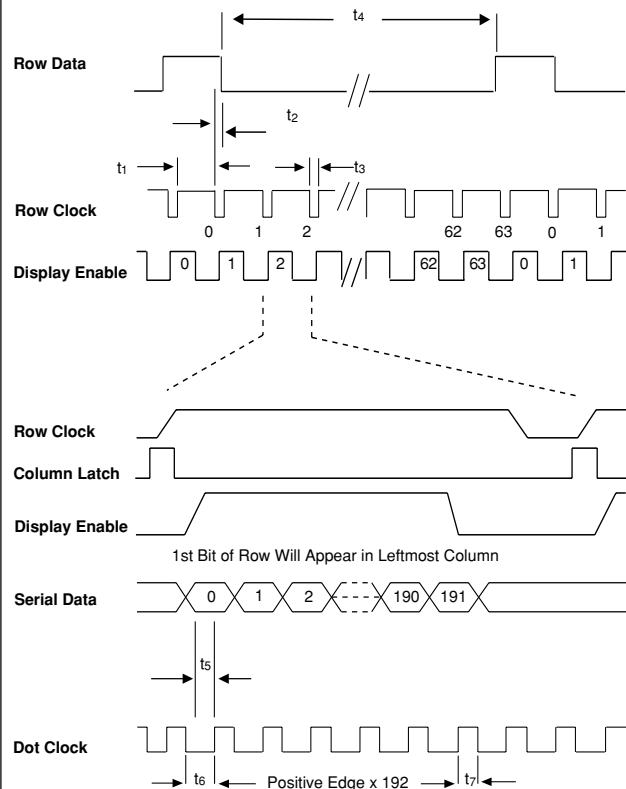 t4
Row Data
t2
t1 t3
Row Clock
0 1 2 62 63 0 1
Display Enable 0 1 2 62 63 0 1
Row Clock
Column Latch
Display Enable
1st Bit of Row Will Appear in Leftmost Column
Serial Data 0 1 2 190 191
t5
Dot Clock
t6 Positive Edge x 192 t7